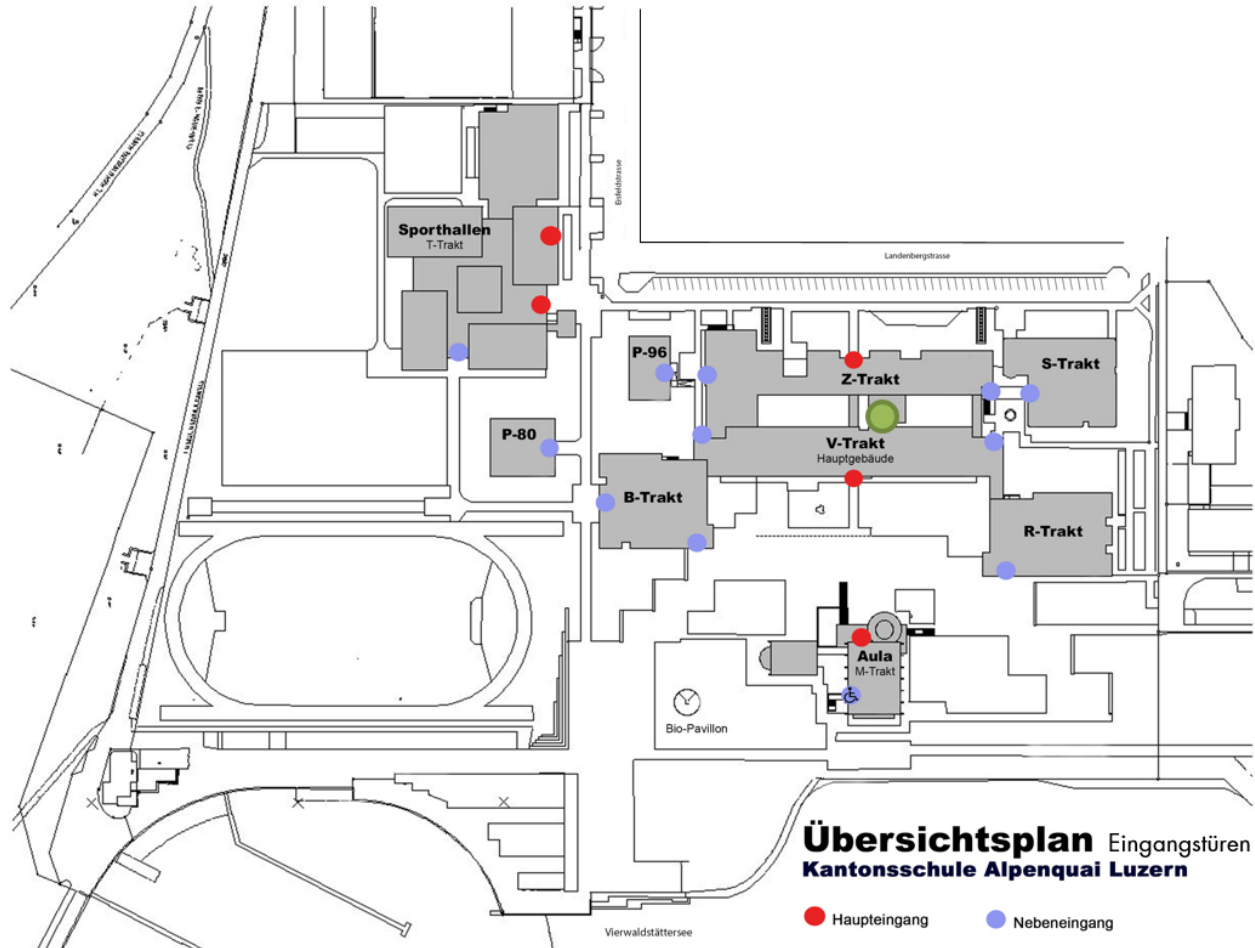 Eisfeldstrasse
Landenbergstrasse
Sporthallen
T-Trakt
P-96
Z-Trakt
S-Trakt
P-80
V-Trakt
Hauptgebäude
B-Trakt
R-Trakt
Aula
M-Trakt
Bio-Pavillon
Übersichtsplan Eingangstüren
Kantonsschule Alpenquai Luzern
Haupteingang
Nebeneingang
Vierwaldstättersee